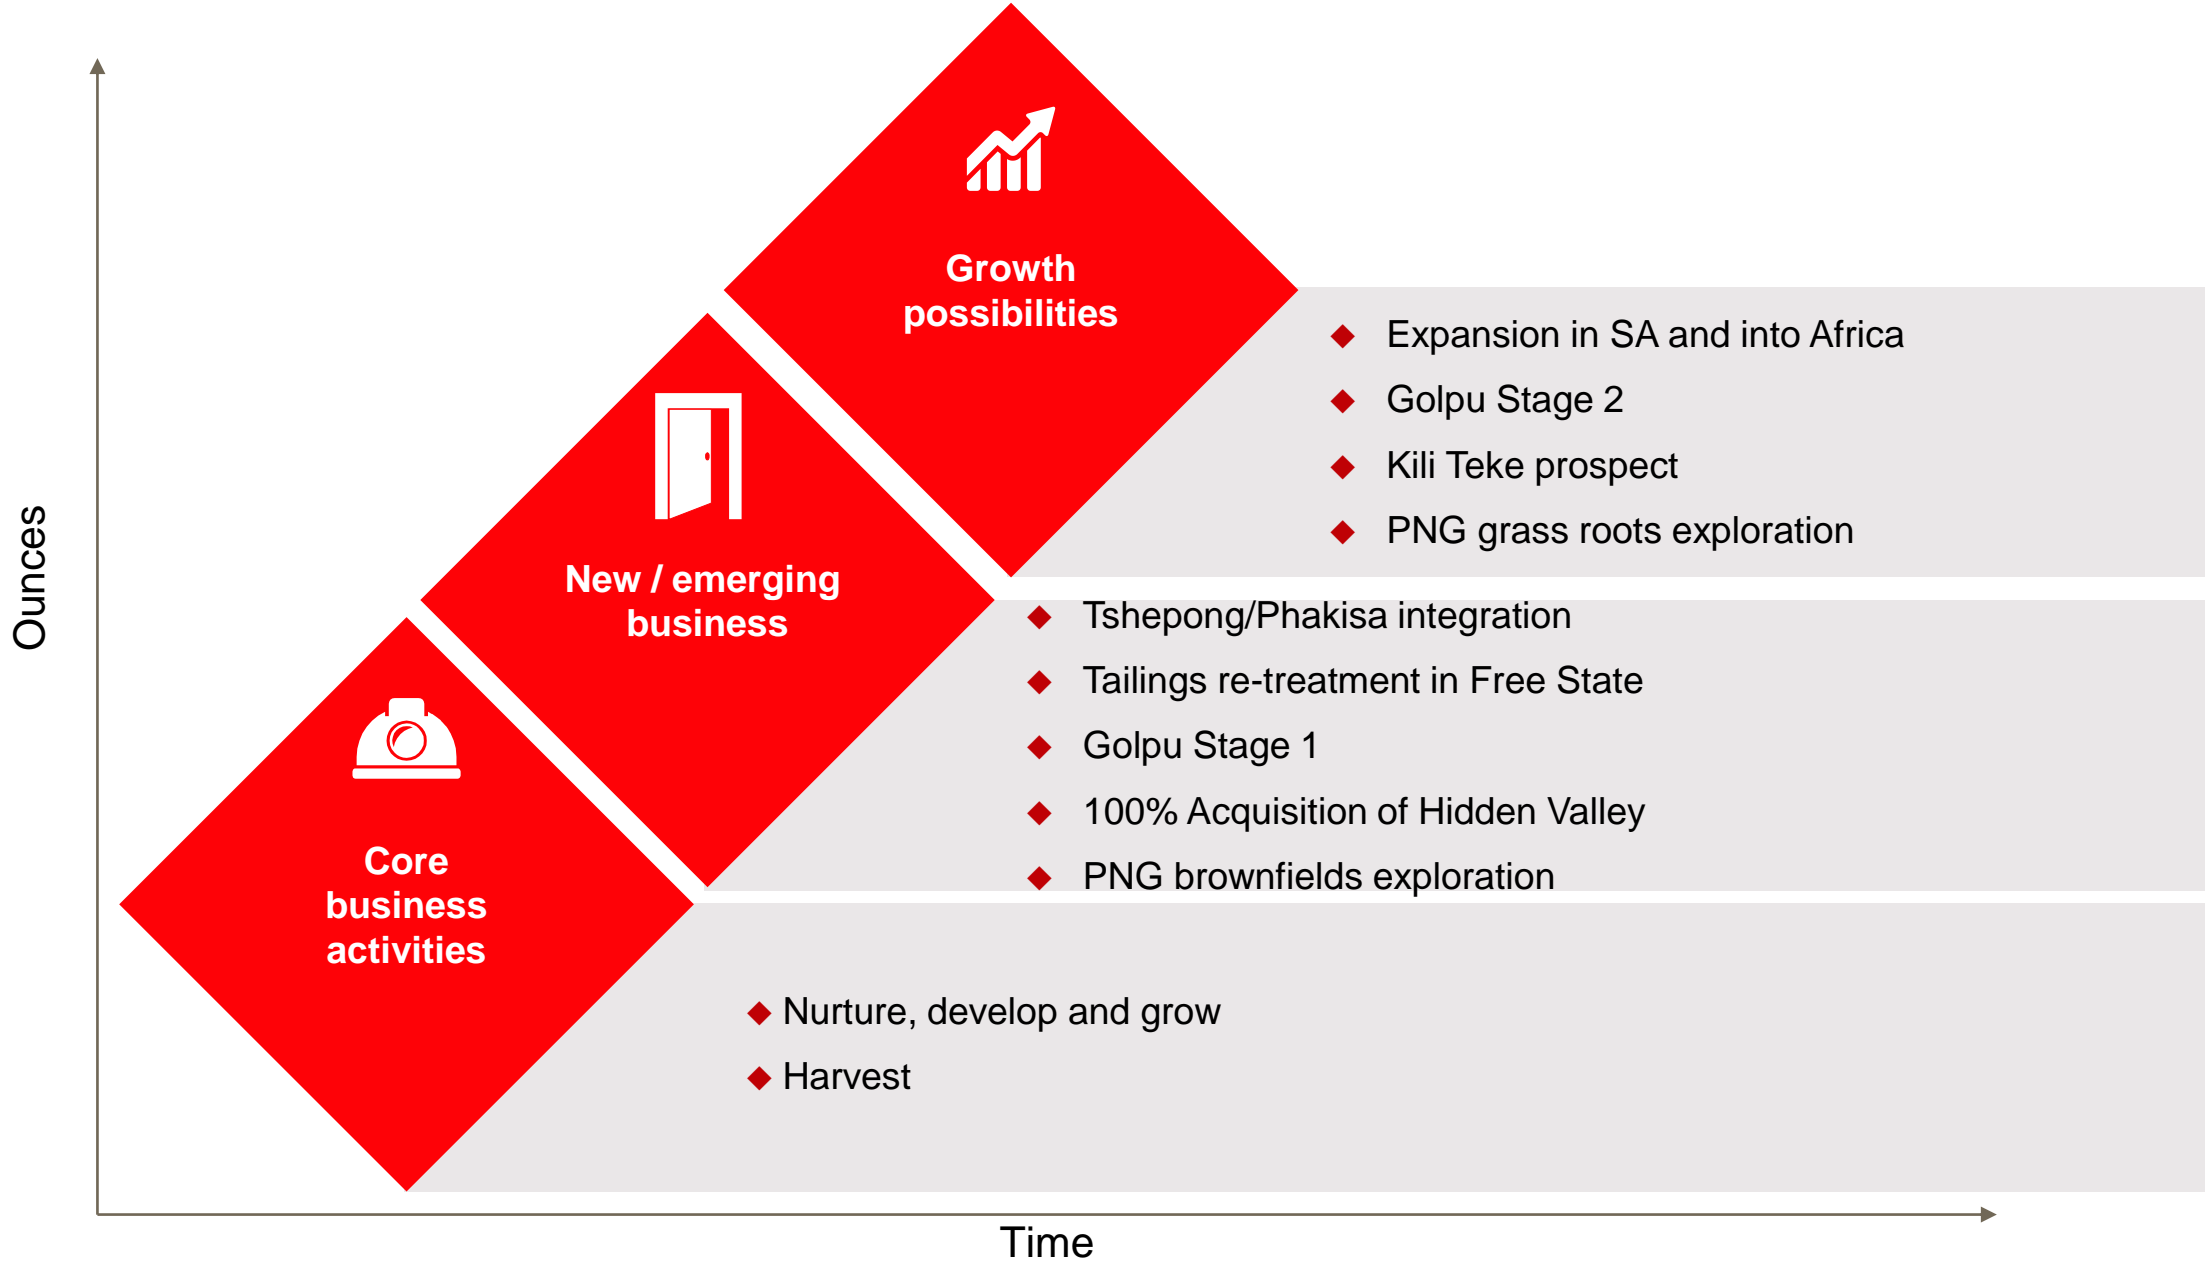 Ounces
Growth
possibilities
Expansion in SA and into Africa
Golpu Stage 2
Kili Teke prospect
PNG grass roots exploration
New / emerging
business
Tshepong/Phakisa integration
Tailings re-treatment in Free State
Golpu Stage 1
100% Acquisition of Hidden Valley
PNG brownfields exploration
Core
business
activities
Nurture, develop and grow
Harvest
Time